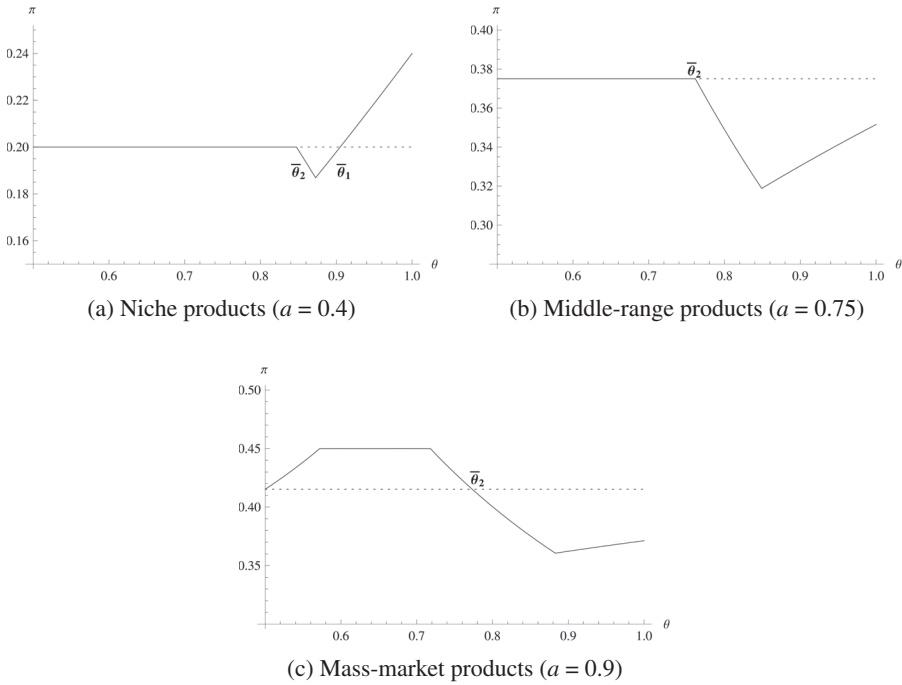 π
0.24
0.22
0.20
0.18
0.16
θ̅₂
θ̅₁
0.6 0.7 0.8 0.9 1.0 θ
(a) Niche products (a = 0.4)
π
0.40
0.38
0.36
0.34
0.32
0.30
θ̅₂
0.6 0.7 0.8 0.9 1.0 θ
(b) Middle-range products (a = 0.75)
π
0.50
0.45
0.40
0.35
θ̅₂
0.6 0.7 0.8 0.9 1.0 θ
(c) Mass-market products (a = 0.9)